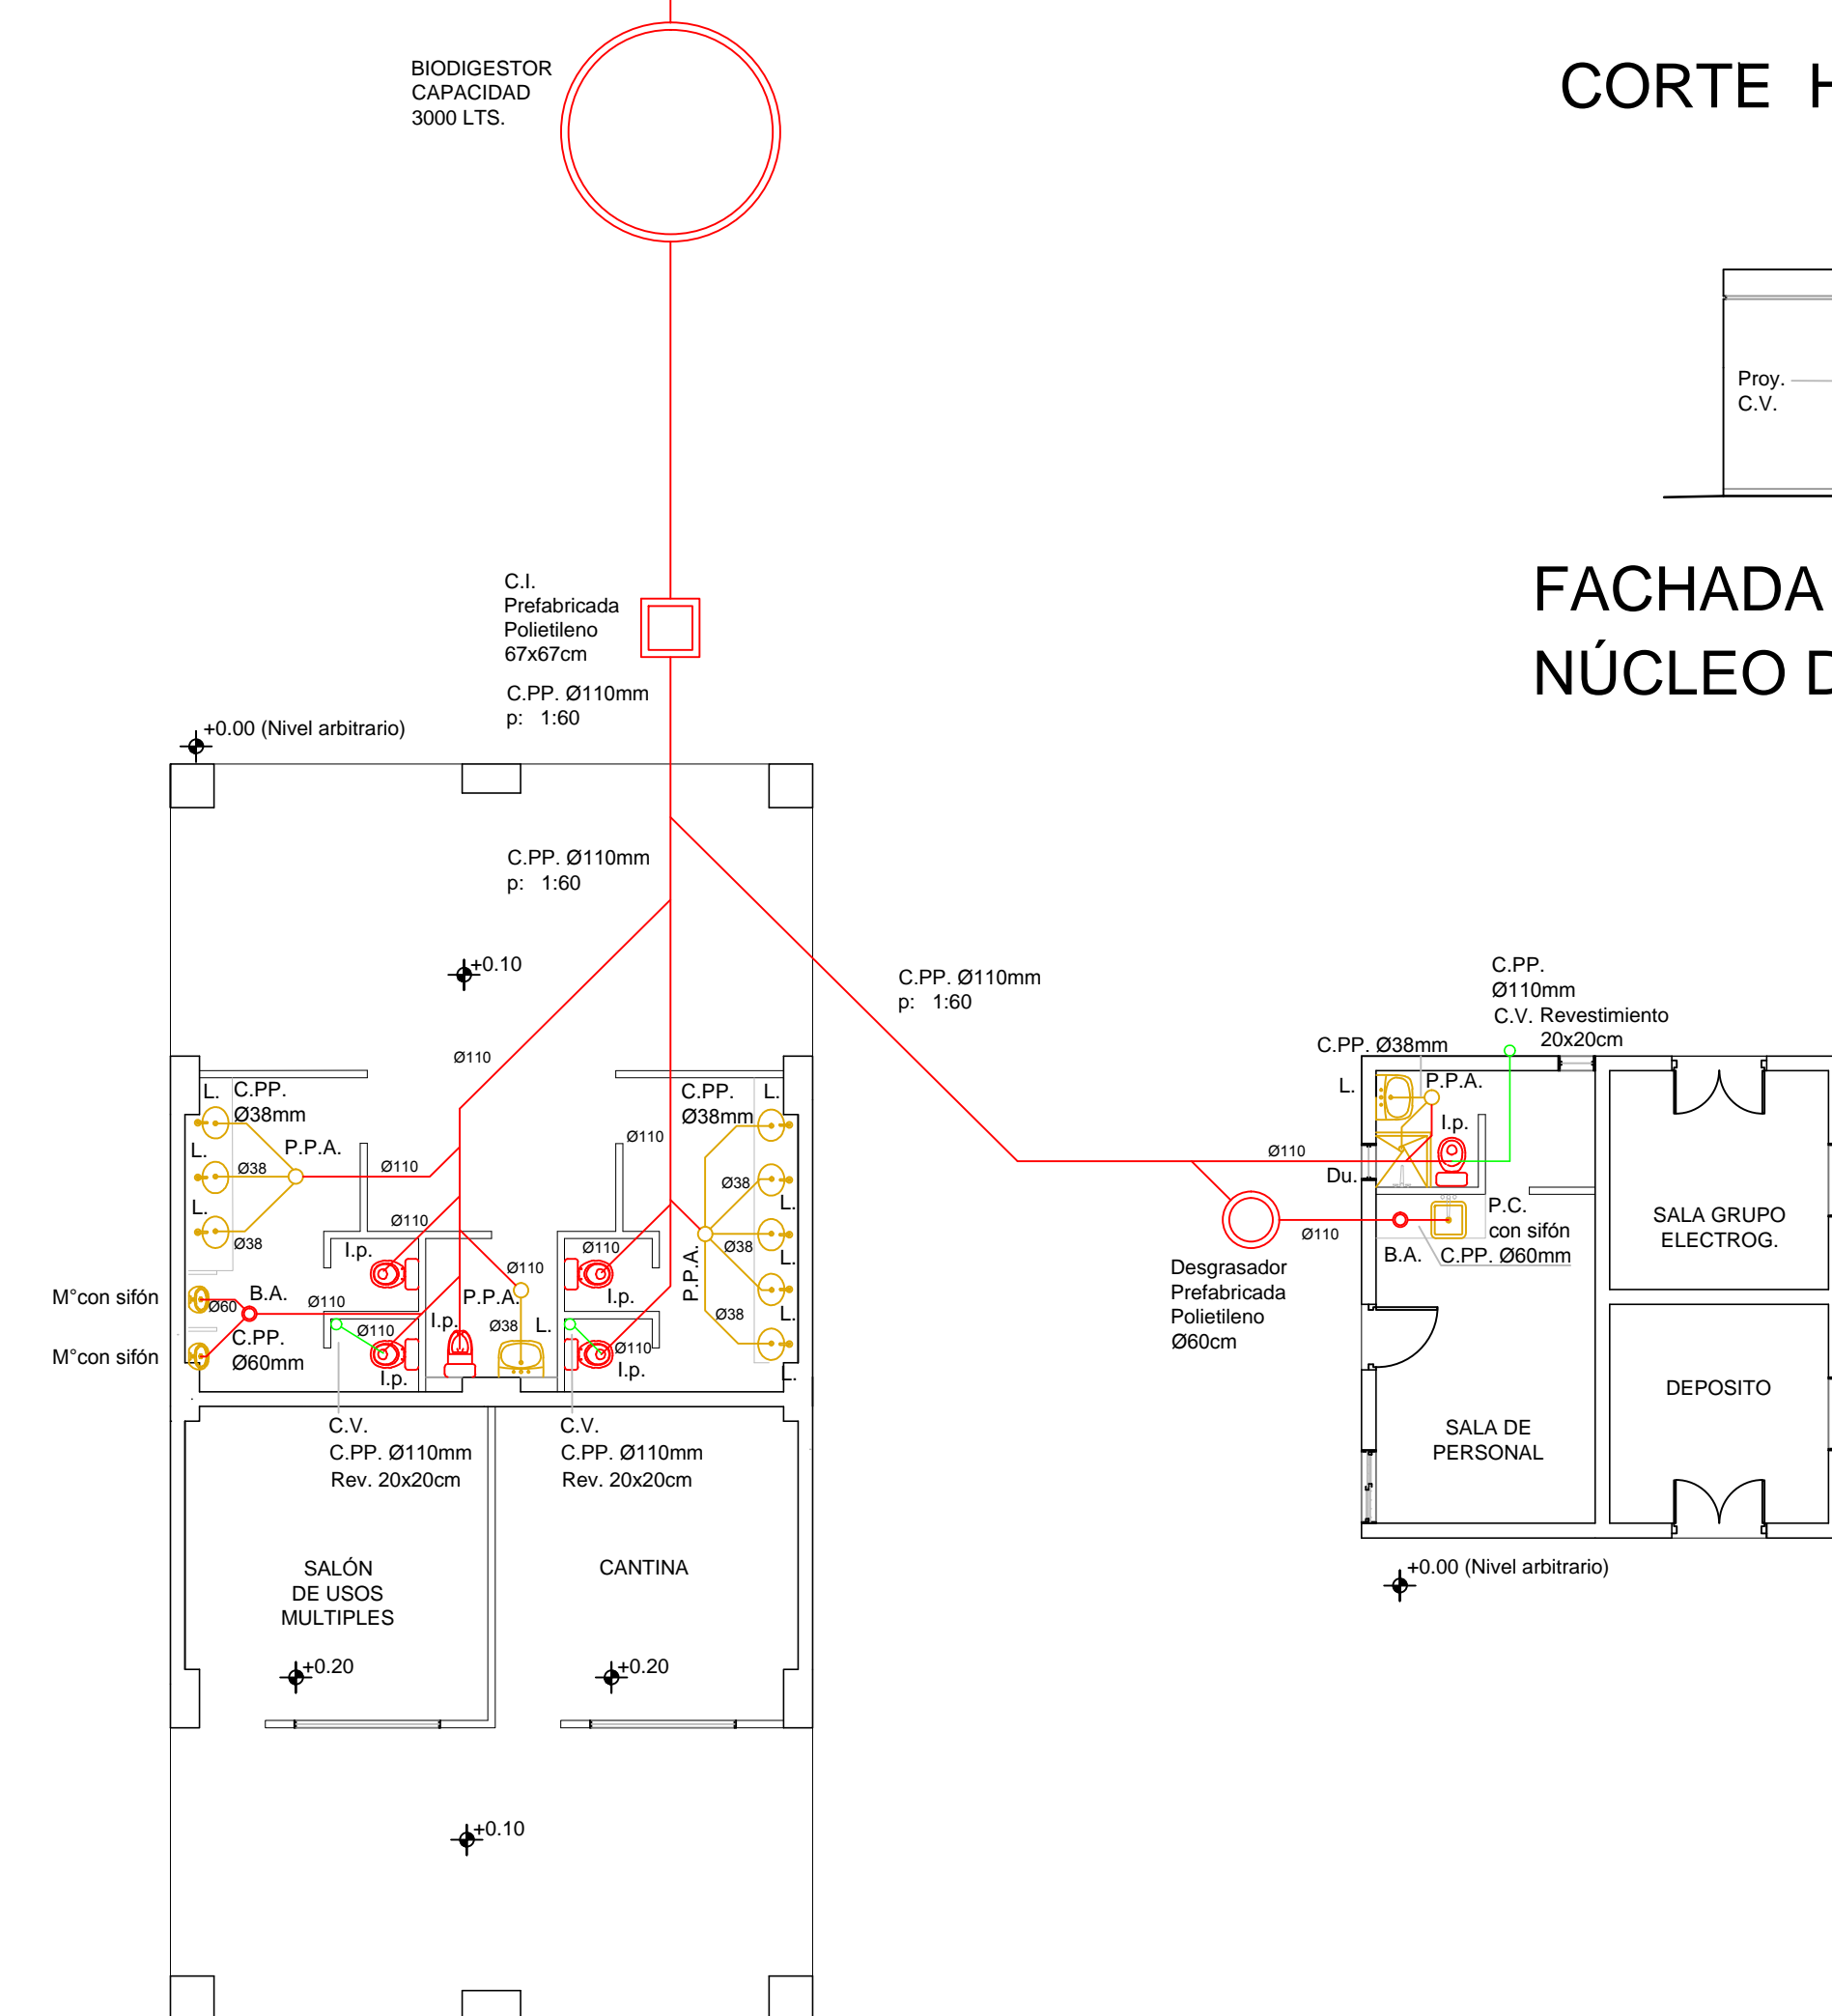 BIODIGESTOR
CAPACIDAD
3000 LTS.
CORTE H
Proy.
C.V.
FACHADA
NÚCLEO D
C.I.
Prefabricada
Polietileno
67x67cm
C.PP. Ø110mm
p: 1:60
+0.00 (Nivel arbitrario)
C.PP. Ø110mm
p: 1:60
+0.10
C.PP. Ø110mm
p: 1:60
Ø110
L.
C.PP.
Ø38mm
L.
P.P.A.
Ø38
Ø110
L.
Ø38
Ø110
I.p.
M°con sifón
Ø60
B.A.
Ø110
C.PP.
Ø60mm
M°con sifón
Ø110
I.p.
I.p.
P.P.A.
Ø110
Ø38
L.
C.PP.
Ø38mm
L.
Ø110
Ø38
L.
Ø110
Ø38
L.
P.P.A.
I.p.
Ø38
L.
Ø110
I.p.
L.
C.V.
C.PP. Ø110mm
Rev. 20x20cm
C.V.
C.PP. Ø110mm
Rev. 20x20cm
SALÓN
DE USOS
MULTIPLES
CANTINA
+0.20
+0.20
+0.10
C.PP.
Ø110mm
C.V. Revestimiento
20x20cm
C.PP. Ø38mm
L.
P.P.A.
I.p.
Ø110
Du.
P.C.
con sifón
Ø110
B.A.
C.PP. Ø60mm
Desgrasador
Prefabricada
Polietileno
Ø60cm
SALA GRUPO
ELECTROG.
DEPOSITO
SALA DE
PERSONAL
+0.00 (Nivel arbitrario)